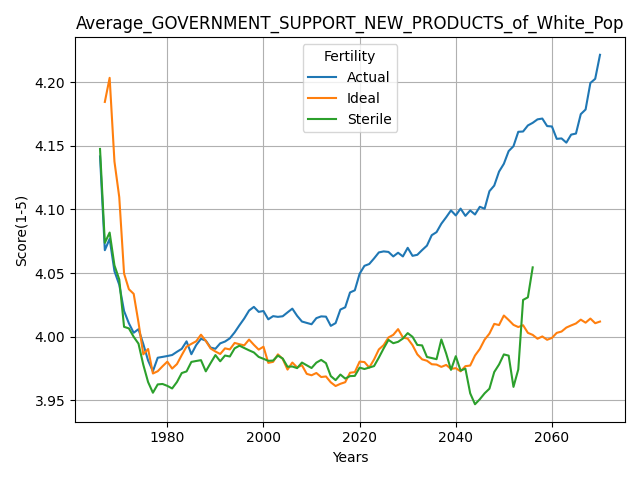 Average_GOVERNMENT_SUPPORT_NEW_PRODUCTS_of_White_Pop
Fertility
Actual
Ideal
Sterile
4.20
4.15
4.10
4.05
4.00
3.95
Score(1-5)
1980 2000 2020 2040 2060
Years